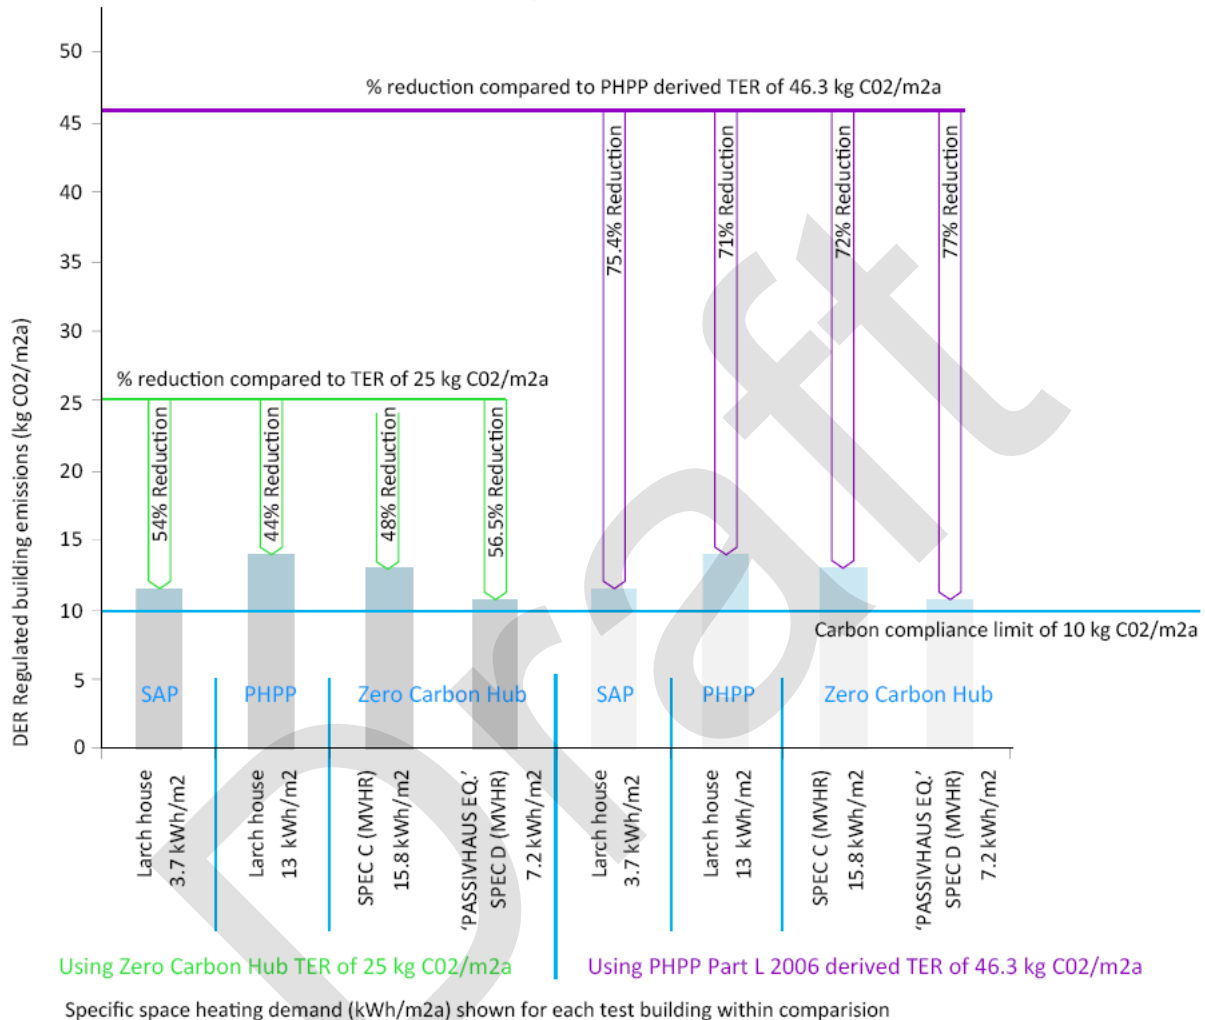 50
% reduction compared to PHPP derived TER of 46.3 kg C02/m2a
45
40
35
30
25
20
15
10
5
0
DER Regulated building emissions (kg C02/m2a)
% reduction compared to TER of 25 kg C02/m2a
54% Reduction
44% Reduction
48% Reduction
56.5% Reduction
75.4% Reduction
71% Reduction
72% Reduction
77% Reduction
Carbon compliance limit of 10 kg C02/m2a
SAP
PHPP
Zero Carbon Hub
SAP
PHPP
Zero Carbon Hub
Larch house
3.7 kWh/m2
Larch house
13 kWh/m2
SPEC C (MVHR)
15.8 kWh/m2
‘PASSIVHAUS EQ.’
SPEC D (MVHR)
7.2 kWh/m2
Larch house
3.7 kWh/m2
Larch house
13 kWh/m2
SPEC C (MVHR)
15.8 kWh/m2
‘PASSIVHAUS EQ.’
SPEC D (MVHR)
7.2 kWh/m2
Using Zero Carbon Hub TER of 25 kg C02/m2a
Using PHPP Part L 2006 derived TER of 46.3 kg C02/m2a
Specific space heating demand (kWh/m2a) shown for each test building within comparision
Draft